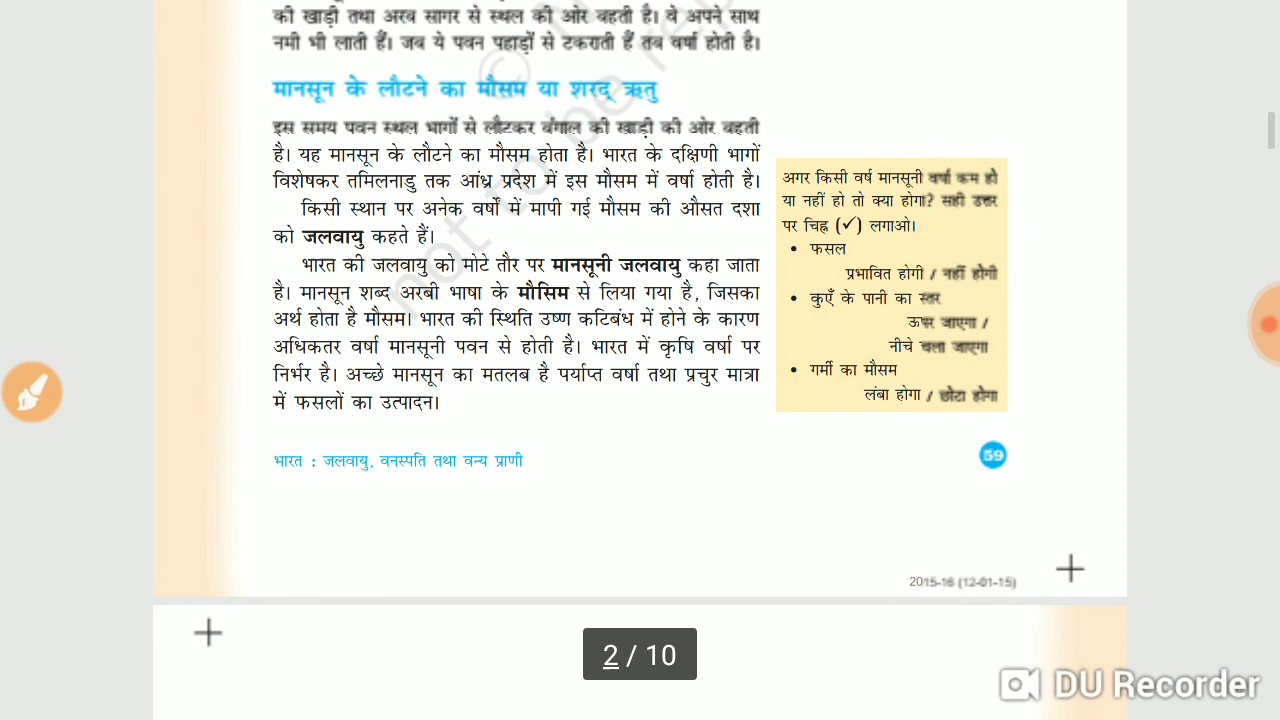 की खाड़ी तथा अरब सागर से स्थल की ओर बहती है। वे अपने साथ
नमी भी लाती हैं। जब ये पवन पहाड़ों से टकराती हैं तब वर्षा होती है।
मानसून के लौटने का मौसम या शरद् ऋतु
इस समय पवन स्थल भागों से लौटकर बंगाल की खाड़ी की ओर बहती
है। यह मानसून के लौटने का मौसम होता है। भारत के दक्षिणी भागों
विशेषकर तमिलनाडु तक आंध्र प्रदेश में इस मौसम में वर्षा होती है।
किसी स्थान पर अनेक वर्षों में मापी गई मौसम की औसत दशा
को जलवायु कहते हैं।
भारत की जलवायु को मोटे तौर पर मानसूनी जलवायु कहा जाता
है। मानसून शब्द अरबी भाषा के मौसिम से लिया गया है, जिसका
अर्थ होता है मौसम। भारत की स्थिति उष्ण कटिबंध में होने के कारण
अधिकतर वर्षा मानसूनी पवन से होती है। भारत में कृषि वर्षा पर
निर्भर है। अच्छे मानसून का मतलब है पर्याप्त वर्षा तथा प्रचुर मात्रा
में फसलों का उत्पादन।
अगर किसी वर्ष मानसूनी वर्षा कम हो
या नहीं हो तो क्या होगा? सही उत्तर
पर चिह्न (✓) लगाओ।
• फसल
प्रभावित होगी / नहीं होगी
• कुएँ के पानी का स्तर
ऊपर जाएगा /
नीचे चला जाएगा
• गर्मी का मौसम
लंबा होगा / छोटा होगा
भारत : जलवायु, वनस्पति तथा वन्य प्राणी
59
2015-16 (12-01-15)
2 / 10
DU Recorder
not to be rep
©